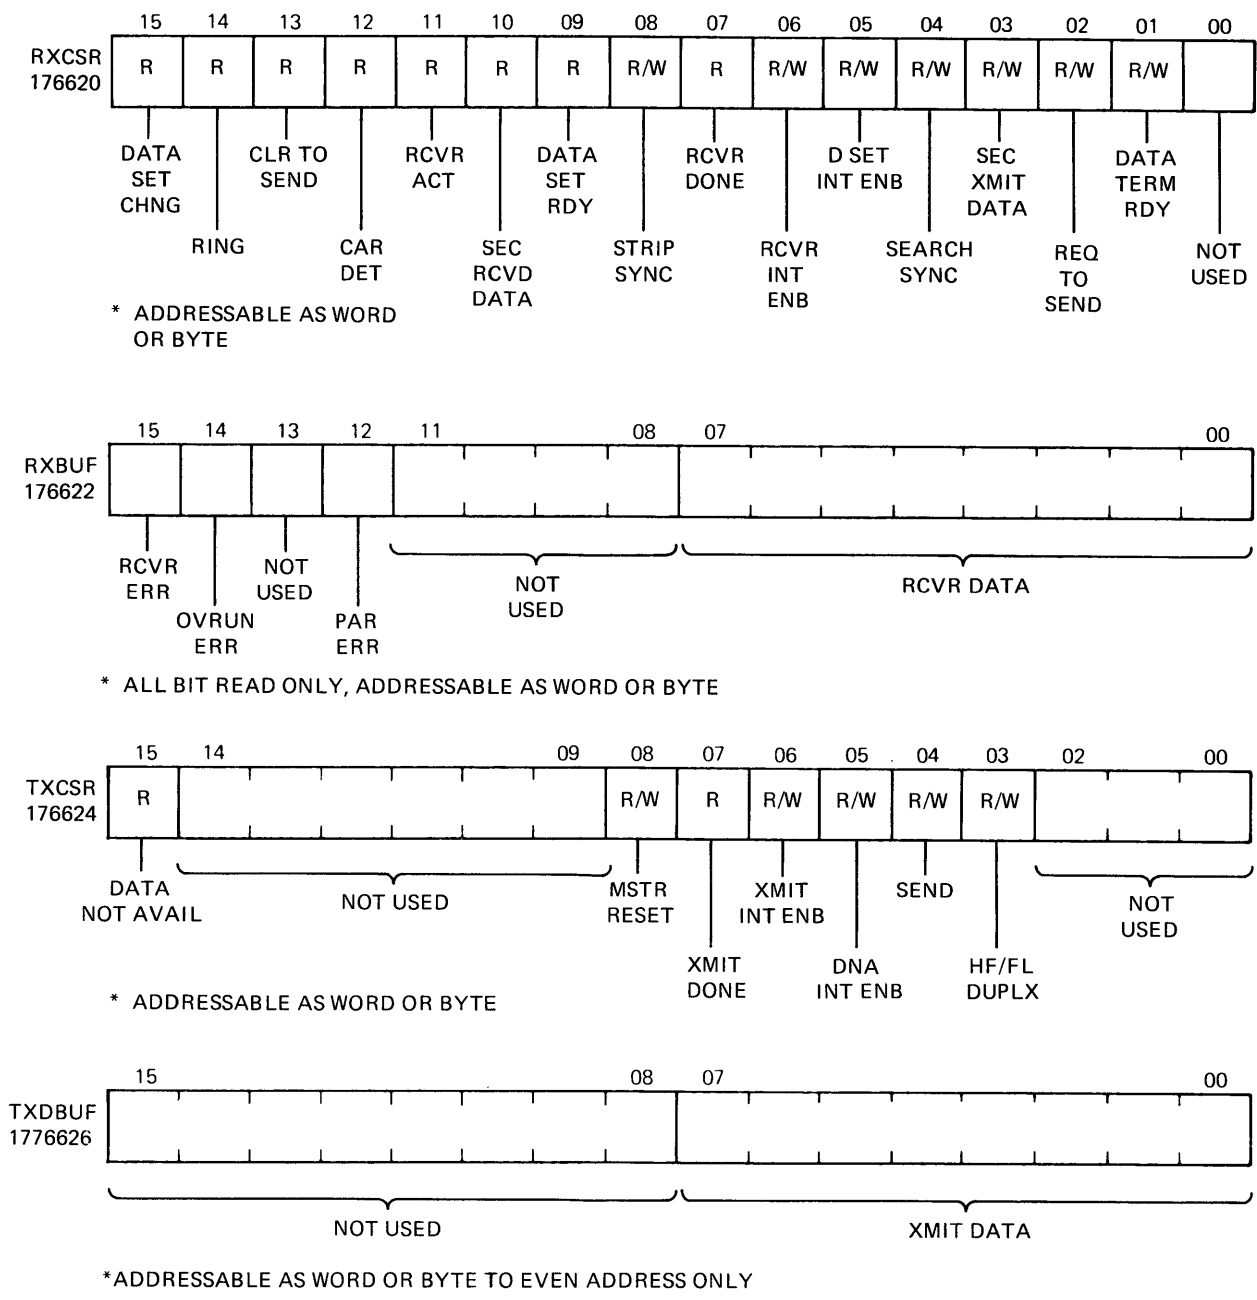 15 14 13 12 11 10 09 08 07 06 05 04 03 02 01 00
RXCSR
176620
R R R R R R R R/W R R/W R/W R/W R/W R/W R/W
DATA
SET
CHNG
RING
CLR TO
SEND
CAR
DET
RCVR
ACT
SEC
RCVD
DATA
DATA
SET
RDY
STRIP
SYNC
RCVR
DONE
RCVR
INT
ENB
D SET
INT ENB
SEARCH
SYNC
SEC
XMIT
DATA
REQ
TO
SEND
DATA
TERM
RDY
NOT
USED
* ADDRESSABLE AS WORD
OR BYTE
15 14 13 12 11 08 07 00
RXBUF
176622
RCVR
ERR
OVRUN
ERR
NOT
USED
PAR
ERR
NOT
USED
RCVR DATA
* ALL BIT READ ONLY, ADDRESSABLE AS WORD OR BYTE
15 14 09 08 07 06 05 04 03 02 00
TXCSR
176624
R R/W R R/W R/W R/W R/W
DATA
NOT AVAIL
NOT USED
MSTR
RESET
XMIT
DONE
XMIT
INT ENB
DNA
INT ENB
SEND
HF/FL
DUPLX
NOT
USED
* ADDRESSABLE AS WORD OR BYTE
15 08 07 00
TXDBUF
1776626
NOT USED
XMIT DATA
*ADDRESSABLE AS WORD OR BYTE TO EVEN ADDRESS ONLY